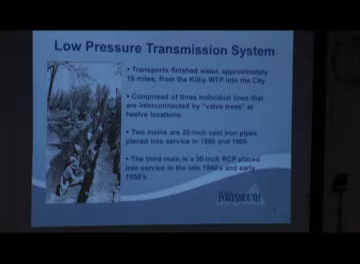 Low Pressure Transmission System
• Transports finished water, approximately
16 miles, from the Kilby WTP into the City
• Comprised of three individual lines that
are interconnected by "valve trees" at
twelve locations
• Two mains are 20-inch cast iron pipes
placed into service in and
• The third main is a 30-inch RCP placed
into service in the late 1940's and early
1950's
PORTSMOUTH